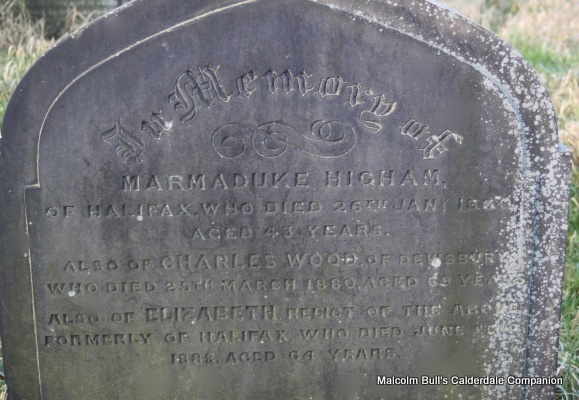 In Memory of
MARMADUKE HIGHAM,
OF HALIFAX, WHO DIED 26TH JANY
AGED 43 YEARS.
ALSO OF CHARLES WOOD, OF DEWSBURY
WHO DIED 25TH MARCH 1880, AGED 65
ALSO OF ELIZABETH RELICT OF THE
FORMERLY OF HALIFAX WHO DIED JUNE
1888, AGED 64 YEARS.
Malcolm Bull's Calderdale Companion